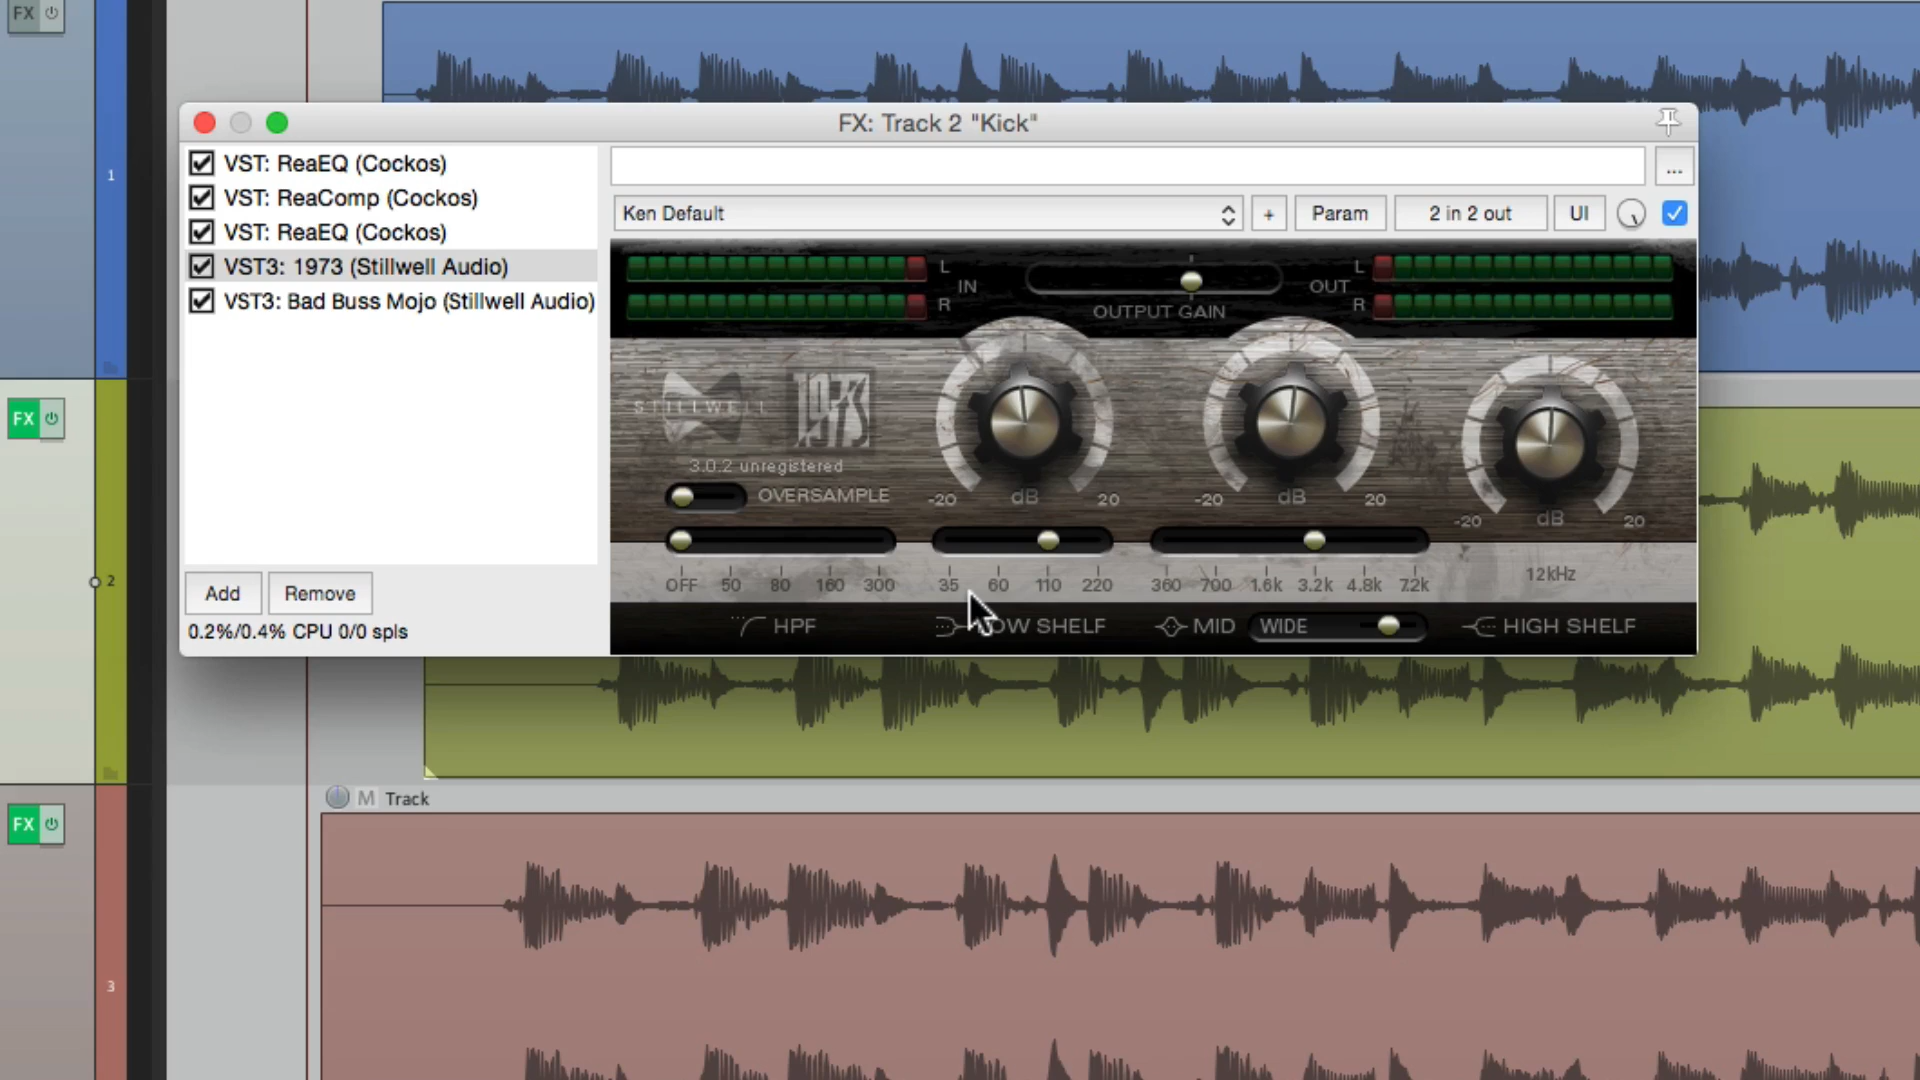 FX
1
FX: Track 2 "Kick"
VST: ReaEQ (Cockos)
VST: ReaComp (Cockos)
VST: ReaEQ (Cockos)
VST3: 1973 (Stillwell Audio)
VST3: Bad Buss Mojo (Stillwell Audio)
...
Ken Default
+
Param
2 in 2 out
UI
L
IN
R
OUTPUT GAIN
L
OUT
R
STILLWELL
1973
3.0.2 unregistered
OVERSAMPLE
-20 dB 20
-20 dB 20
-20 dB 20
OFF 50 80 160 300
35 60 110 220
360 700 1.6k 3.2k 4.8k 7.2k
12kHz
HPF
LOW SHELF
MID
WIDE
HIGH SHELF
Add
Remove
0.2%/0.4% CPU 0/0 spls
FX
2
M Track
FX
3